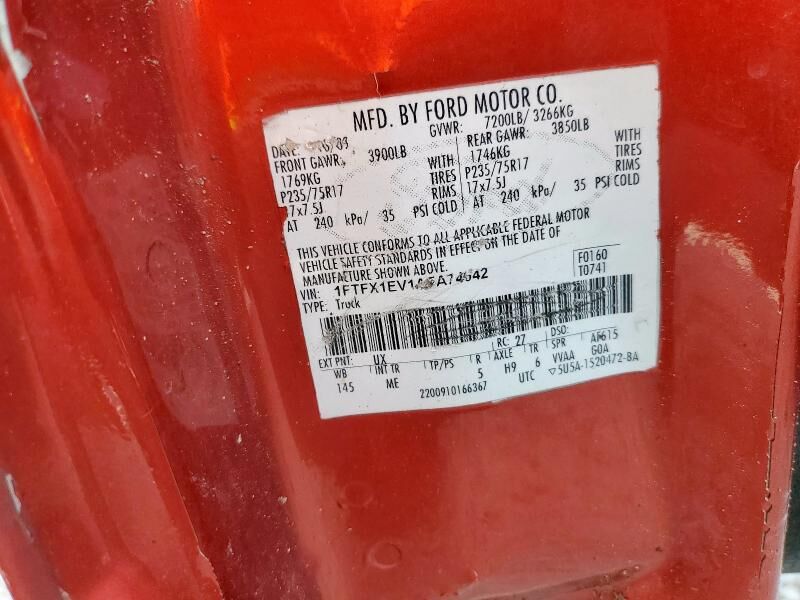 MFD. BY FORD MOTOR CO.
DATE: GVWR: 7200LB/ 3266KG
FRONT GAWR: 3900LB WITH REAR GAWR: 3850LB WITH
1769KG TIRES 1746KG TIRES
P235/75R17 RIMS P235/75R17 RIMS
17x7.5J 17x7.5J
AT 240 kPa/ 35 PSI COLD AT 240 kPa/ 35 PSI COLD
THIS VEHICLE CONFORMS TO ALL APPLICABLE FEDERAL MOTOR
VEHICLE SAFETY STANDARDS IN EFFECT ON THE DATE OF
MANUFACTURE SHOWN ABOVE.
VIN: F0160
TYPE: Truck T0741
EXT PNT: UX RC: 27 DSO:
WB INT TR TP/PS R AXLE TR SPR AF615
145 ME 5 H9 6 VVAA GOA
2200910166367 UTC ▽5U5A-1520472-BA